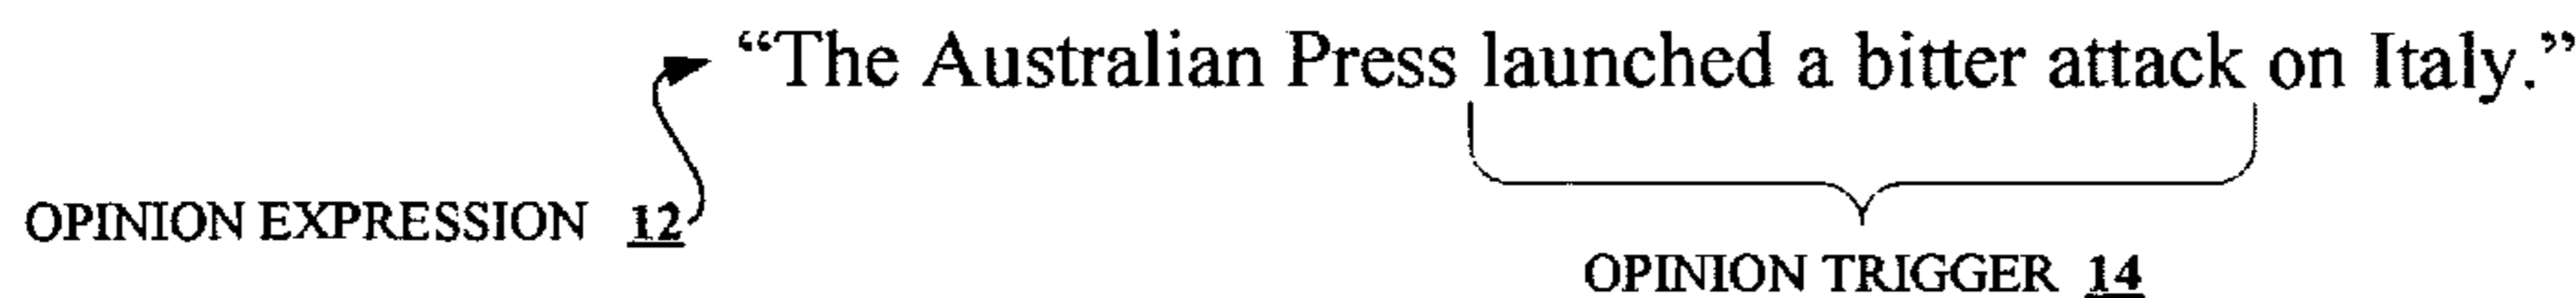 “The Australian Press launched a bitter attack on Italy.”
OPINION EXPRESSION 12
OPINION TRIGGER 14